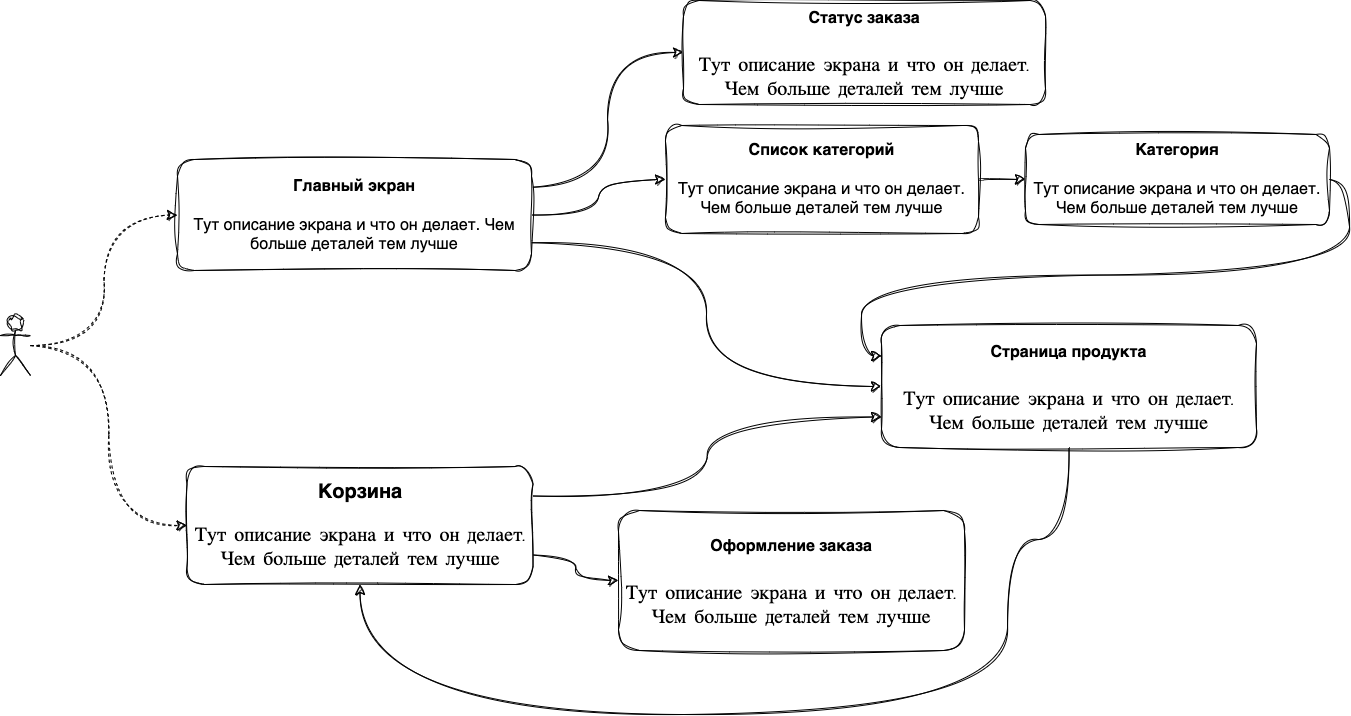 Статус заказа
Тут описание экрана и что он делает.
Чем больше деталей тем лучше
Список категорий
Тут описание экрана и что он делает.
Чем больше деталей тем лучше
Категория
Тут описание экрана и что он делает.
Чем больше деталей тем лучше
Главный экран
Тут описание экрана и что он делает. Чем
больше деталей тем лучше
Страница продукта
Тут описание экрана и что он делает.
Чем больше деталей тем лучше
Корзина
Тут описание экрана и что он делает.
Чем больше деталей тем лучше
Оформление заказа
Тут описание экрана и что он делает.
Чем больше деталей тем лучше